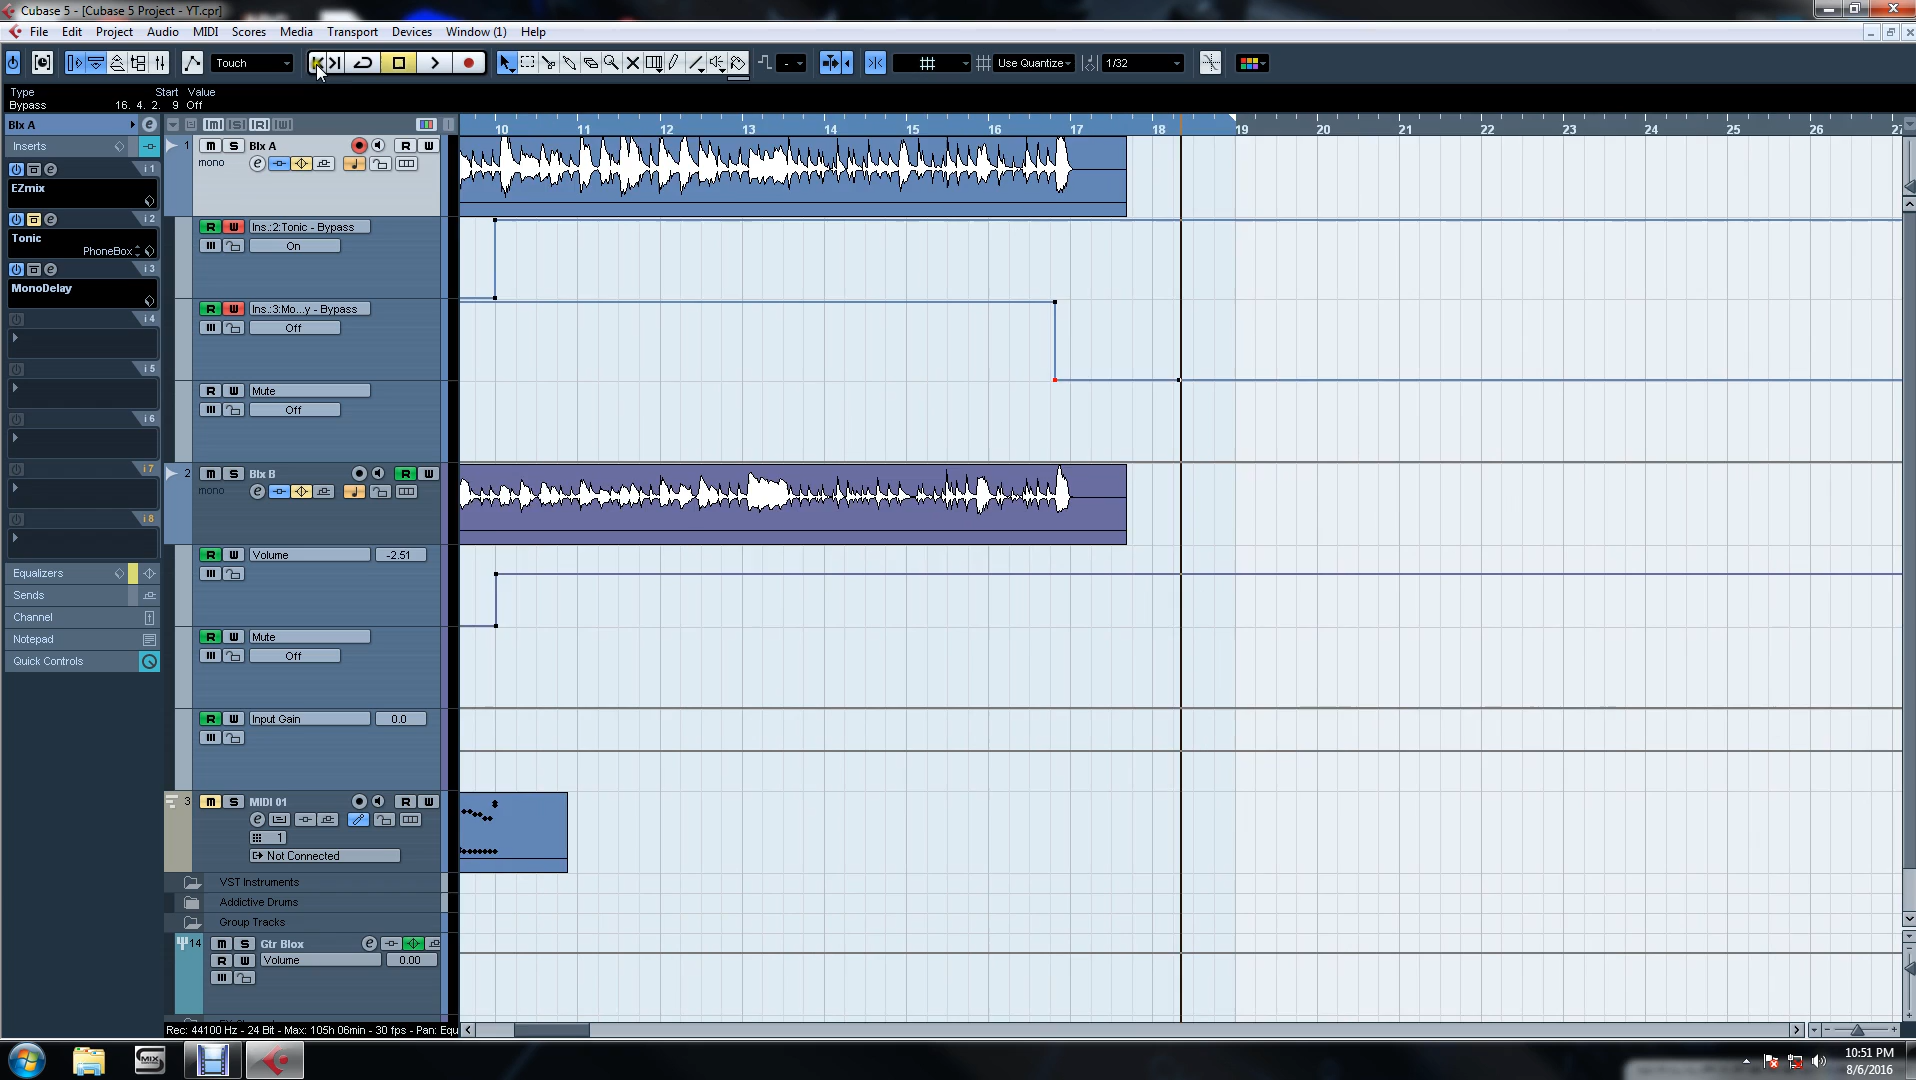 Cubase 5 - [Cubase 5 Project - YT.cpr]
File Edit Project Audio MIDI Scores Media Transport Devices Window (1) Help
Touch - Use Quantize 1/32
Type Start Value
Bypass 16. 4. 2. 9 Off
Blx A e
Inserts
i 1
EZmix
i 2
Tonic
PhoneBox
i 3
MonoDelay
i 4
i 5
i 6
i 7
i 8
Equalizers
Sends
Channel
Notepad
Quick Controls
10 11 12 13 14 15 16 17 18 19 20 21 22 23 24 25 26 27
1 M S Blx A R W
mono e
R W Ins.:2:Tonic - Bypass
On
R W Ins.:3:Mo...y - Bypass
Off
R W Mute
Off
2 M S Blx B R W
mono e
R W Volume -2.51
R W Mute
Off
R W Input Gain 0.0
3 M S MIDI 01 R W
e
1
Not Connected
VST Instruments
Addictive Drums
Group Tracks
14 M S Gtr Blox e
R W Volume 0.00
Rec: 44100 Hz - 24 Bit - Max: 105h 06min - 30 fps - Pan: Equ
MIX
10:51 PM
8/6/2016